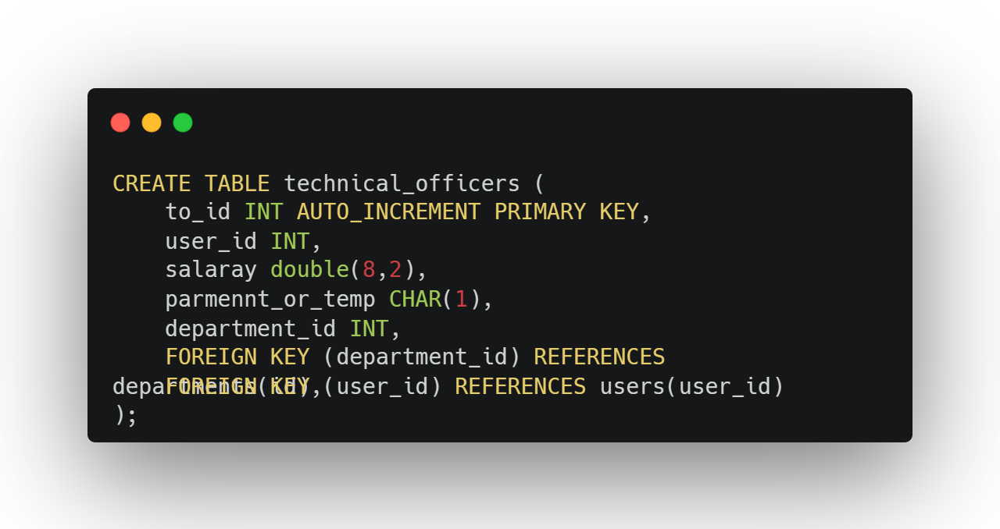 CREATE TABLE technical_officers (
    to_id INT AUTO_INCREMENT PRIMARY KEY,
    user_id INT,
    salaray double(8,2),
    parmennt_or_temp CHAR(1),
    department_id INT,
    FOREIGN KEY (department_id) REFERENCES
departments(id),
    FOREIGN KEY (user_id) REFERENCES users(user_id)
);